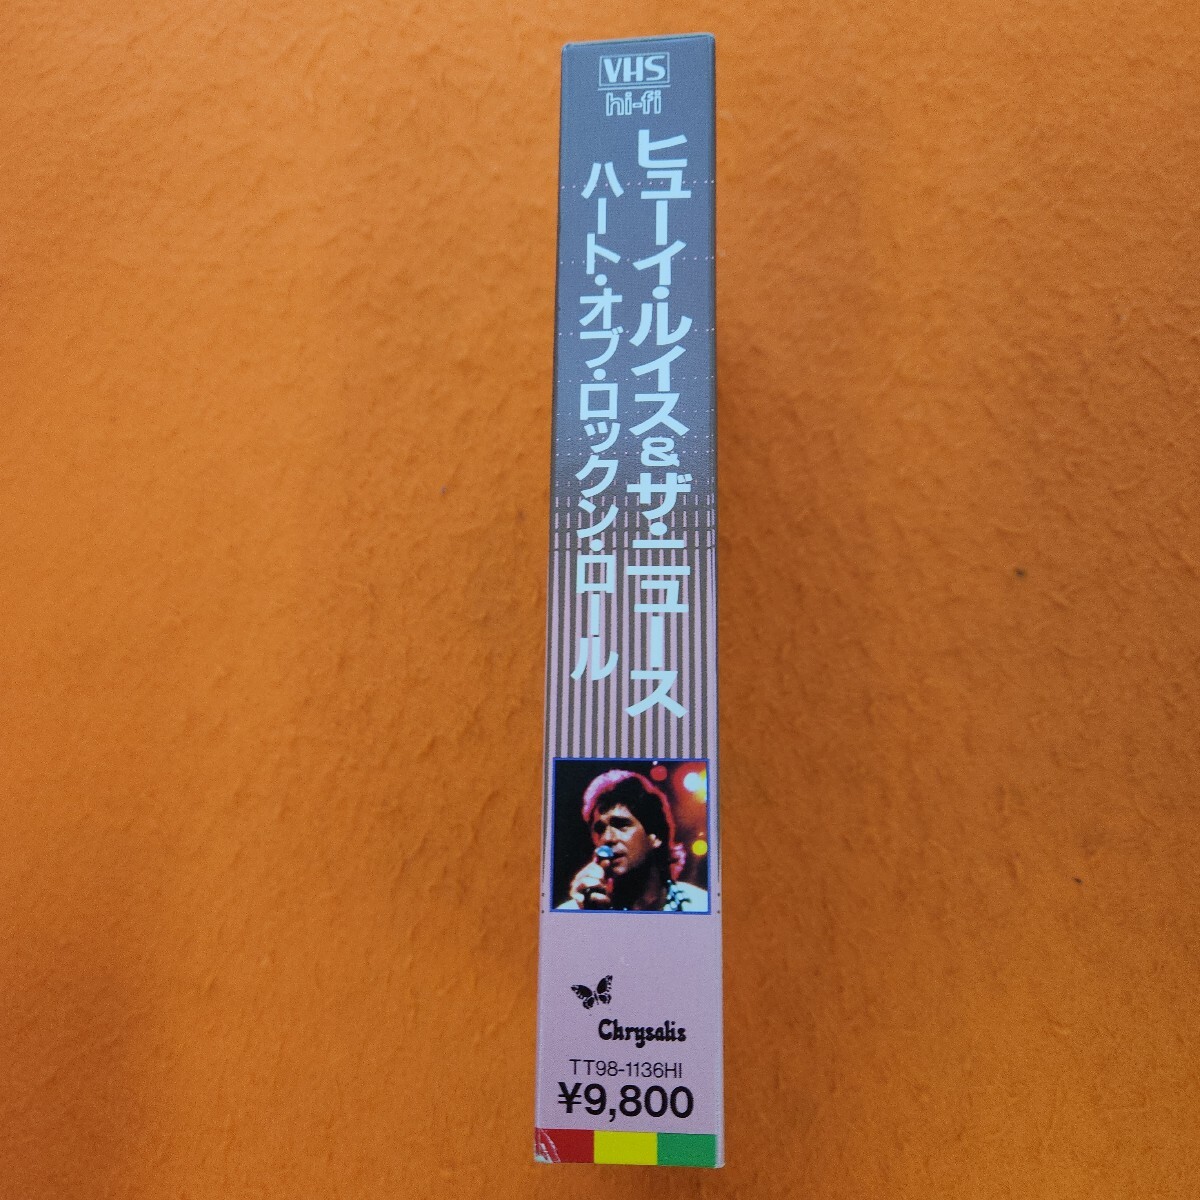 VHS
hi-fi
ヒューイ・ルイス&ザ・ニュース
ハート・オブ・ロックン・ロール
Chrysalis
TT98-1136HI
¥9,800